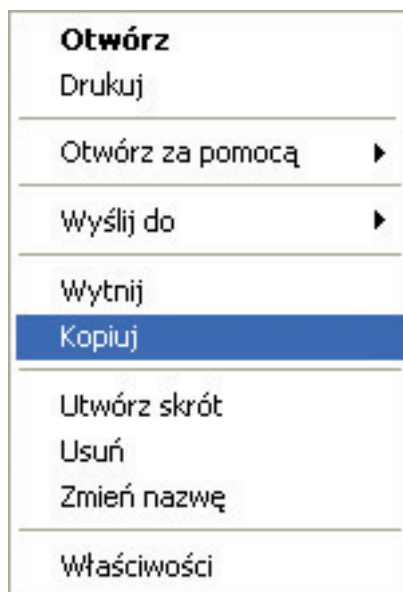 Otwórz
Drukuj
Otwórz za pomocą
Wyślij do
Wytnij
Kopiuj
Utwórz skrót
Usuń
Zmień nazwę
Właściwości